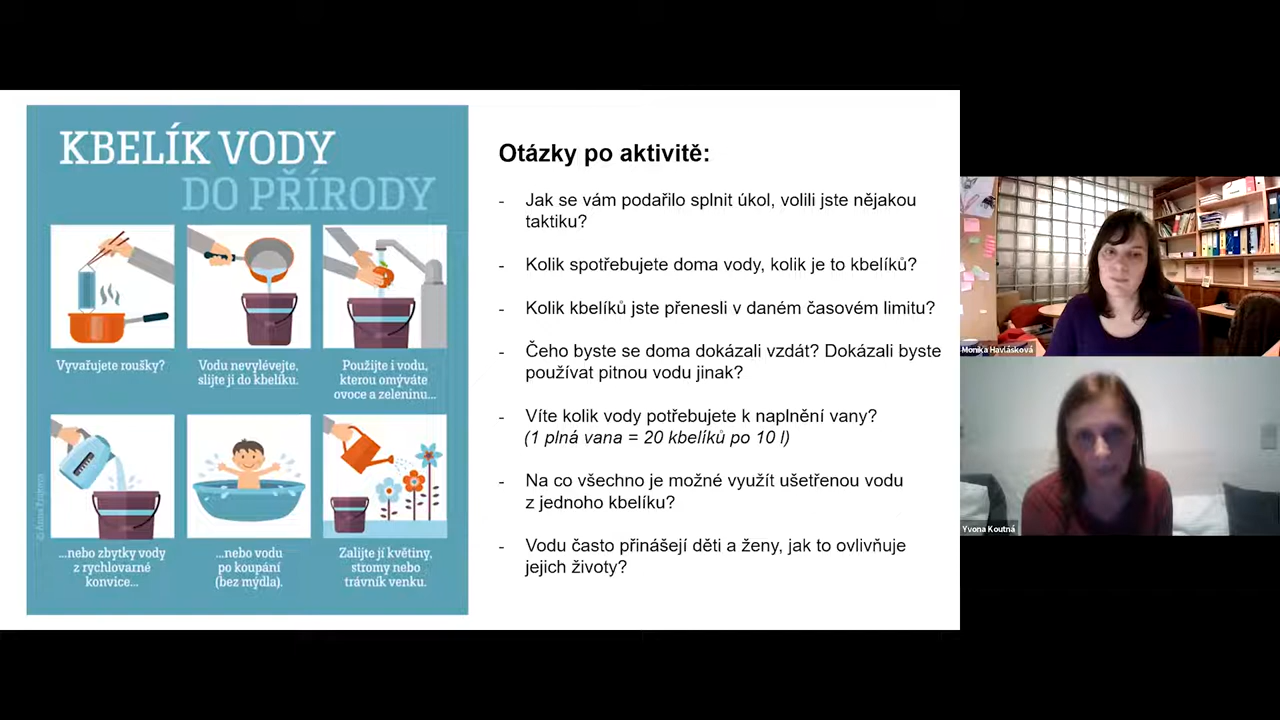 KBELÍK VODY
DO PŘÍRODY
Vyvařujete roušky?
Vodu nevylévejte,
slijte ji do kbelíku.
Použijte i vodu,
kterou omýváte
ovoce a zeleninu...
...nebo zbytky vody
z rychlovarné
konvice...
...nebo vodu
po koupání
(bez mýdla).
Zalijte jí květiny,
stromy nebo
trávník venku.
Otázky po aktivitě:
- Jak se vám podařilo splnit úkol, volili jste nějakou
taktiku?
- Kolik spotřebujete doma vody, kolik je to kbelíků?
- Kolik kbelíků jste přenesli v daném časovém limitu?
- Čeho byste se doma dokázali vzdát? Dokázali byste
používat pitnou vodu jinak?
- Víte kolik vody potřebujete k naplnění vany?
(1 plná vana = 20 kbelíků po 10 l)
- Na co všechno je možné využít ušetřenou vodu
z jednoho kbelíku?
- Vodu často přinášejí děti a ženy, jak to ovlivňuje
jejich životy?
Monika Havlásková
Yvona Koutná